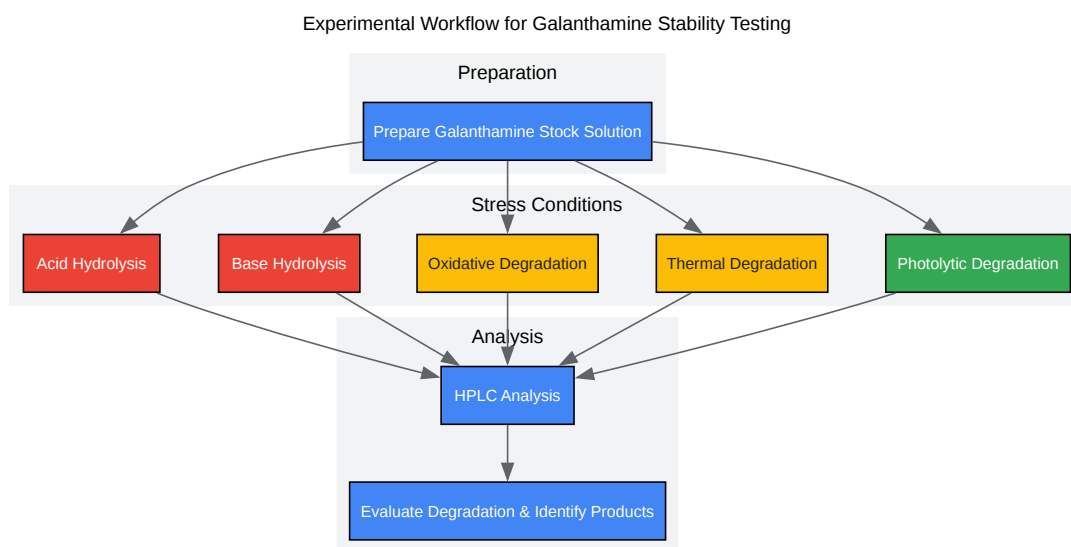 Experimental Workflow for Galanthamine Stability Testing
Preparation
Prepare Galanthamine Stock Solution
Stress Conditions
Acid Hydrolysis
Base Hydrolysis
Oxidative Degradation
Thermal Degradation
Photolytic Degradation
Analysis
HPLC Analysis
Evaluate Degradation & Identify Products